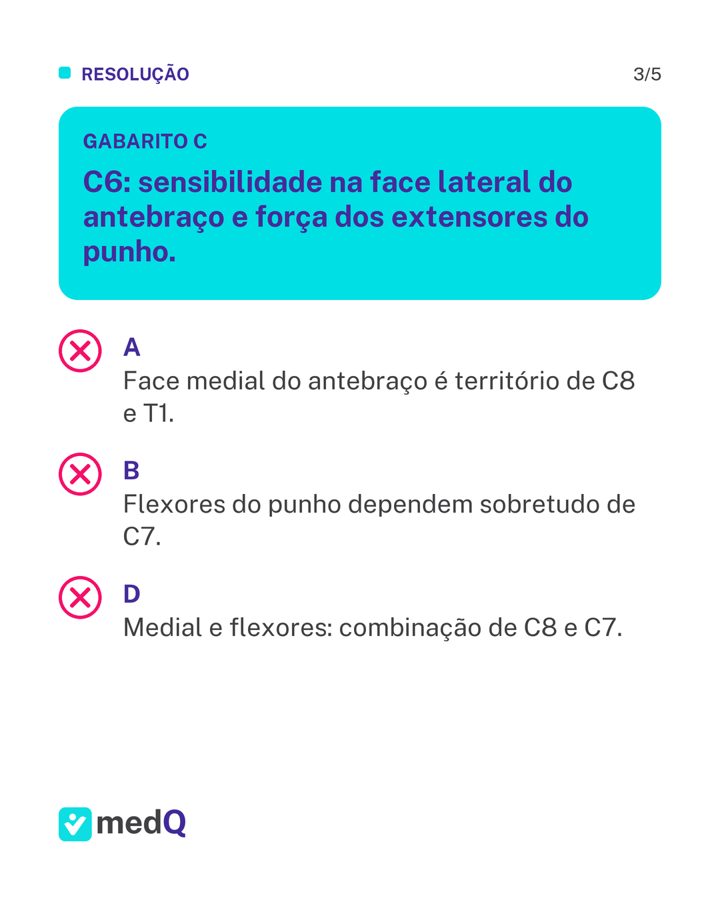 RESOLUÇÃO
3/5
GABARITO C
C6: sensibilidade na face lateral do
antebraço e força dos extensores do
punho.
A
Face medial do antebraço é território de C8
e T1.
B
Flexores do punho dependem sobretudo de
C7.
D
Medial e flexores: combinação de C8 e C7.
medQ